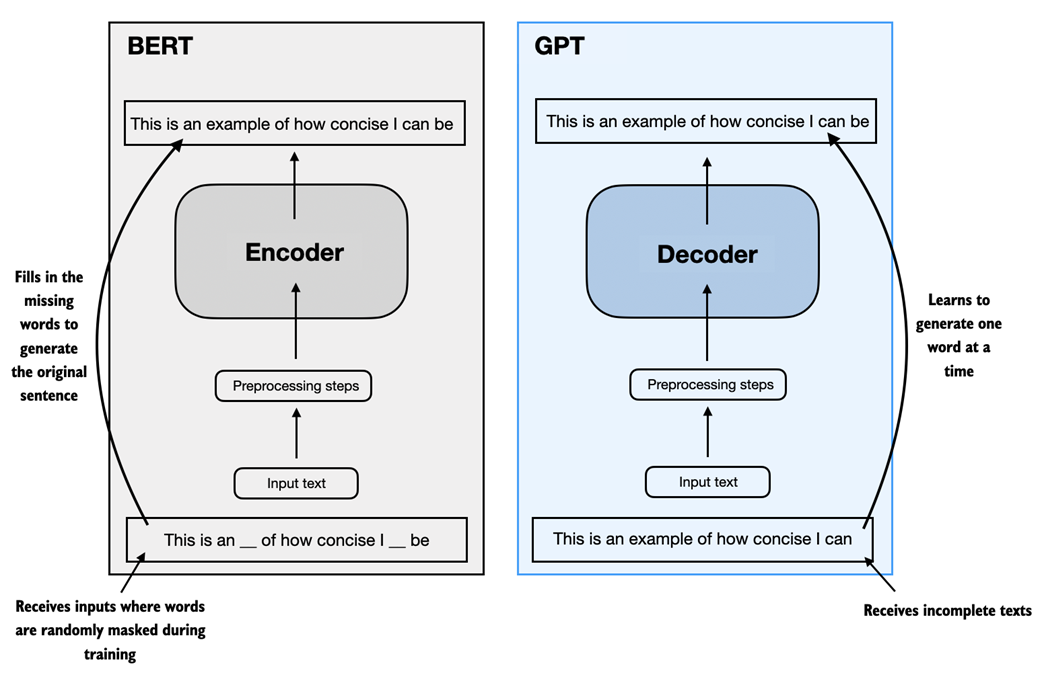 BERT
This is an example of how concise I can be
Encoder
Fills in the
missing
words to
generate
the original
sentence
Preprocessing steps
Input text
This is an __ of how concise I __ be
Receives inputs where words
are randomly masked during
training
GPT
This is an example of how concise I can be
Decoder
Learns to
generate one
word at a
time
Preprocessing steps
Input text
This is an example of how concise I can
Receives incomplete texts